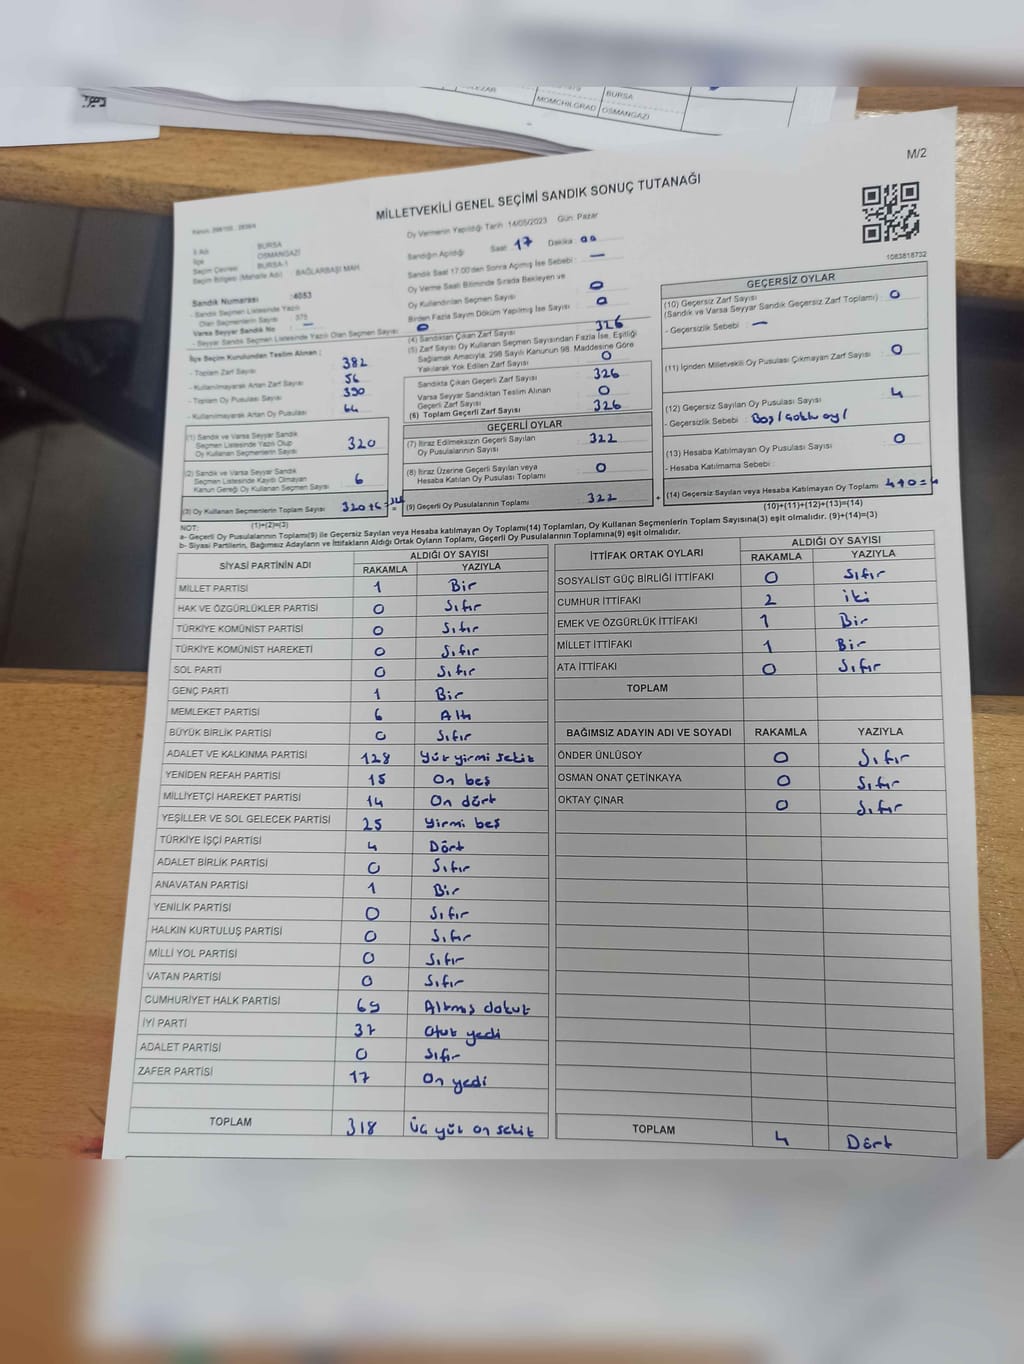 BURSA
MOMCHILGRAD OSMANGAZİ
M/2
MİLLETVEKİLİ GENEL SEÇİMİ SANDIK SONUÇ TUTANAĞI
Oy Vermenin Yapıldığı Tarih 14/05/2023 Gün: Pazar
İl Adı BURSA
İlçe OSMANGAZİ
Seçim Çevresi BURSA-1
Seçim Bölgesi (Mahalle Adı) : BAĞLARBAŞI MAH.
Sandık Numarası :4053
- Sandık Seçmen Listesinde Yazılı
Olan Seçmenlerin Sayısı : 375
Varsa Seyyar Sandık No : —
- Seyyar Sandık Seçmen Listesinde Yazılı Olan Seçmen Sayısı : 0
Sandığın Açıldığı Saat: 17 Dakika: 00
Sandık Saat 17.00'den Sonra Açılmış İse Sebebi : —
Oy Verme Saati Bitiminde Sırada Bekleyen ve
Oy Kullandırılan Seçmen Sayısı : 0
Birden Fazla Sayım Döküm Yapılmış İse Sayısı : 0
1063818732
İlçe Seçim Kurulundan Teslim Alınan ;
- Toplam Zarf Sayısı : 382
- Kullanılmayarak Artan Zarf Sayısı : 56
- Toplam Oy Pusulası Sayısı : 390
- Kullanılmayarak Artan Oy Pusulası : 64
(1) Sandık ve Varsa Seyyar Sandık
Seçmen Listesinde Yazılı Olup
Oy Kullanan Seçmenlerin Sayısı : 320
(2) Sandık ve Varsa Seyyar Sandık
Seçmen Listesinde Kayıtlı Olmayan
Kanun Gereği Oy Kullanan Seçmen Sayısı : 6
(3) Oy Kullanan Seçmenlerin Toplam Sayısı : 320+6=326
(1)+(2)=(3)
(4) Sandıktan Çıkan Zarf Sayısı : 326
(5) Zarf Sayısı Oy Kullanan Seçmen Sayısından Fazla İse, Eşitliği
Sağlamak Amacıyla, 298 Sayılı Kanunun 98. Maddesine Göre
Yakılarak Yok Edilen Zarf Sayısı : 0
Sandıkta Çıkan Geçerli Zarf Sayısı : 326
Varsa Seyyar Sandıktan Teslim Alınan
Geçerli Zarf Sayısı : 0
(6) Toplam Geçerli Zarf Sayısı : 326
GEÇERLİ OYLAR
(7) İtiraz Edilmeksizin Geçerli Sayılan
Oy Pusulalarının Sayısı : 322
(8) İtiraz Üzerine Geçerli Sayılan veya
Hesaba Katılan Oy Pusulası Toplamı : 0
(9) Geçerli Oy Pusulalarının Toplamı : 322
GEÇERSİZ OYLAR
(10) Geçersiz Zarf Sayısı : 0
(Sandık ve Varsa Seyyar Sandık Geçersiz Zarf Toplamı)
- Geçersizlik Sebebi : —
(11) İçinden Milletvekili Oy Pusulası Çıkmayan Zarf Sayısı : 0
(12) Geçersiz Sayılan Oy Pusulası Sayısı : 4
- Geçersizlik Sebebi :
(13) Hesaba Katılmayan Oy Pusulası Sayısı : 0
- Hesaba Katılmama Sebebi :
(14) Geçersiz Sayılan veya Hesaba Katılmayan Oy Toplamı : 4+0=4
(10)+(11)+(12)+(13)=(14)
NOT:
a- Geçerli Oy Pusulalarının Toplamı(9) ile Geçersiz Sayılan veya Hesaba katılmayan Oy Toplamı(14) Toplamları, Oy Kullanan Seçmenlerin Toplam Sayısına(3) eşit olmalıdır. (9)+(14)=(3)
b- Siyasi Partilerin, Bağımsız Adayların ve İttifakların Aldığı Ortak Oyların Toplamı, Geçerli Oy Pusulalarının Toplamına(9) eşit olmalıdır.
SİYASİ PARTİNİN ADI ALDIĞI OY SAYISI
RAKAMLA YAZIYLA
MİLLET PARTİSİ 1 Bir
HAK VE ÖZGÜRLÜKLER PARTİSİ 0 Sıfır
TÜRKİYE KOMÜNİST PARTİSİ 0 Sıfır
TÜRKİYE KOMÜNİST HAREKETİ 0 Sıfır
SOL PARTİ 0 Sıfır
GENÇ PARTİ 1 Bir
MEMLEKET PARTİSİ 6 Altı
BÜYÜK BİRLİK PARTİSİ 0 Sıfır
ADALET VE KALKINMA PARTİSİ 128 Yüz yirmi sekiz
YENİDEN REFAH PARTİSİ 15 On beş
MİLLİYETÇİ HAREKET PARTİSİ 14 On dört
YEŞİLLER VE SOL GELECEK PARTİSİ 25 Yirmi beş
TÜRKİYE İŞÇİ PARTİSİ 4 Dört
ADALET BİRLİK PARTİSİ 0 Sıfır
ANAVATAN PARTİSİ 1 Bir
YENİLİK PARTİSİ 0 Sıfır
HALKIN KURTULUŞ PARTİSİ 0 Sıfır
MİLLİ YOL PARTİSİ 0 Sıfır
VATAN PARTİSİ 0 Sıfır
CUMHURİYET HALK PARTİSİ 69 Altmış dokuz
İYİ PARTİ 37 Otuz yedi
ADALET PARTİSİ 0 Sıfır
ZAFER PARTİSİ 17 On yedi
TOPLAM 318 Üç yüz on sekiz
İTTİFAK ORTAK OYLARI ALDIĞI OY SAYISI
RAKAMLA YAZIYLA
SOSYALİST GÜÇ BİRLİĞİ İTTİFAKI 0 Sıfır
CUMHUR İTTİFAKI 2 iki
EMEK VE ÖZGÜRLÜK İTTİFAKI 1 Bir
MİLLET İTTİFAKI 1 Bir
ATA İTTİFAKI 0 Sıfır
TOPLAM
BAĞIMSIZ ADAYIN ADI VE SOYADI RAKAMLA YAZIYLA
ÖNDER ÜNLÜSOY 0 Sıfır
OSMAN ONAT ÇETİNKAYA 0 Sıfır
OKTAY ÇINAR 0 Sıfır
TOPLAM 4 Dört